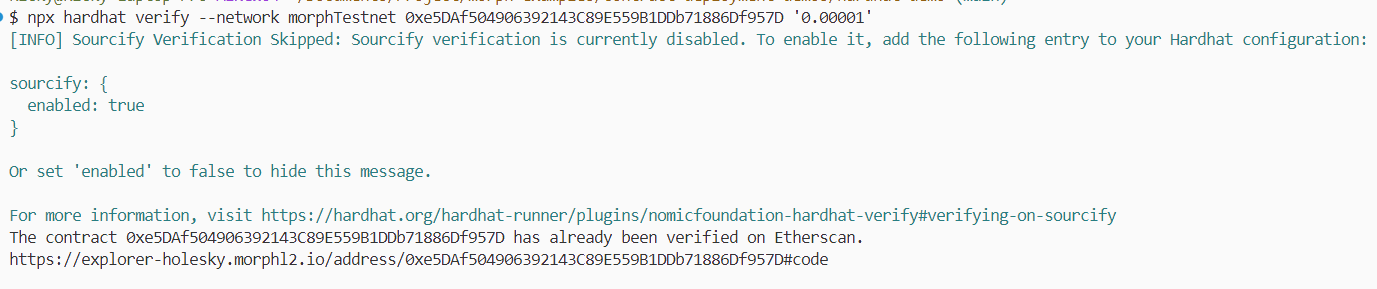 $ npx hardhat verify --network morphTestnet 0xe5DAf504906392143C89E559B1DDb71886Df957D '0.00001'
[INFO] Sourcify Verification Skipped: Sourcify verification is currently disabled. To enable it, add the following entry to your Hardhat configuration:
sourcify: {
  enabled: true
}
Or set 'enabled' to false to hide this message.
For more information, visit https://hardhat.org/hardhat-runner/plugins/nomicfoundation-hardhat-verify#verifying-on-sourcify
The contract 0xe5DAf504906392143C89E559B1DDb71886Df957D has already been verified on Etherscan.
https://explorer-holesky.morphl2.io/address/0xe5DAf504906392143C89E559B1DDb71886Df957D#code